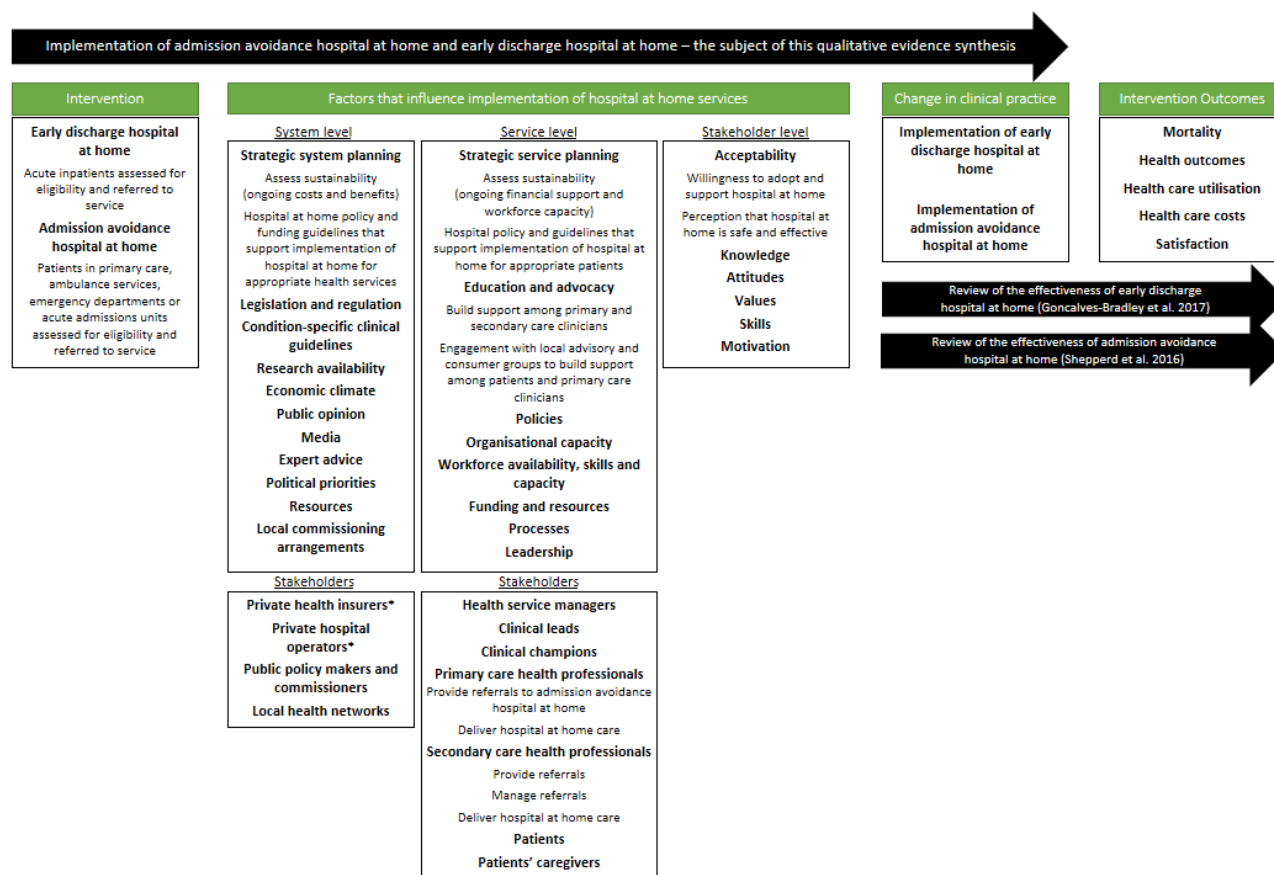 Implementation of admission avoidance hospital at home and early discharge hospital at home – the subject of this qualitative evidence synthesis
Intervention
Early discharge hospital
at home
Acute inpatients assessed for
eligibility and referred to
service
Admission avoidance
hospital at home
Patients in primary care,
ambulance services,
emergency departments or
acute admissions units
assessed for eligibility and
referred to service
Factors that influence implementation of hospital at home services
System level
Strategic system planning
Assess sustainability
(ongoing costs and benefits)
Hospital at home policy and
funding guidelines that
support implementation of
hospital at home for
appropriate health services
Legislation and regulation
Condition-specific clinical
guidelines
Research availability
Economic climate
Public opinion
Media
Expert advice
Political priorities
Resources
Local commissioning
arrangements
Stakeholders
Private health insurers*
Private hospital
operators*
Public policy makers and
commissioners
Local health networks
Service level
Strategic service planning
Assess sustainability
(ongoing financial support and
workforce capacity)
Hospital policy and guidelines that
support implementation of hospital at
home for appropriate patients
Education and advocacy
Build support among primary and
secondary care clinicians
Engagement with local advisory and
consumer groups to build support
among patients and primary care
clinicians
Policies
Organisational capacity
Workforce availability, skills and
capacity
Funding and resources
Processes
Leadership
Stakeholders
Health service managers
Clinical leads
Clinical champions
Primary care health professionals
Provide referrals to admission avoidance
hospital at home
Deliver hospital at home care
Secondary care health professionals
Provide referrals
Manage referrals
Deliver hospital at home care
Patients
Patients' caregivers
Stakeholder level
Acceptability
Willingness to adopt and
support hospital at home
Perception that hospital at
home is safe and effective
Knowledge
Attitudes
Values
Skills
Motivation
Change in clinical practice
Implementation of early
discharge hospital at
home
Implementation of
admission avoidance
hospital at home
Intervention Outcomes
Mortality
Health outcomes
Health care utilisation
Health care costs
Satisfaction
Review of the effectiveness of early discharge
hospital at home (Goncalves-Bradley et al. 2017)
Review of the effectiveness of admission avoidance
hospital at home (Shepperd et al. 2016)